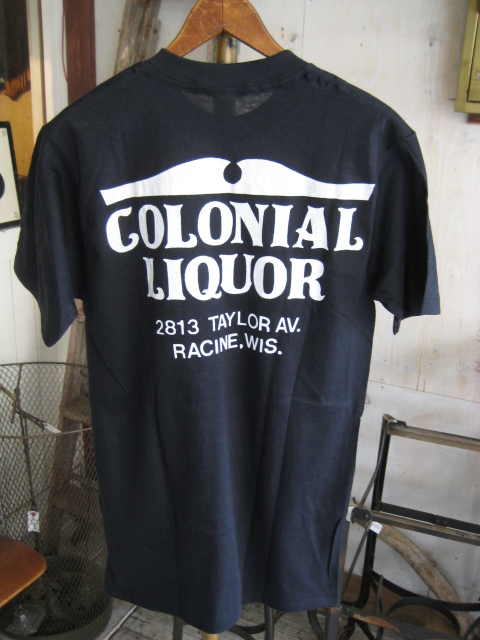 COLONIAL
LIQUOR
2813 TAYLOR AV.
RACINE, WIS.